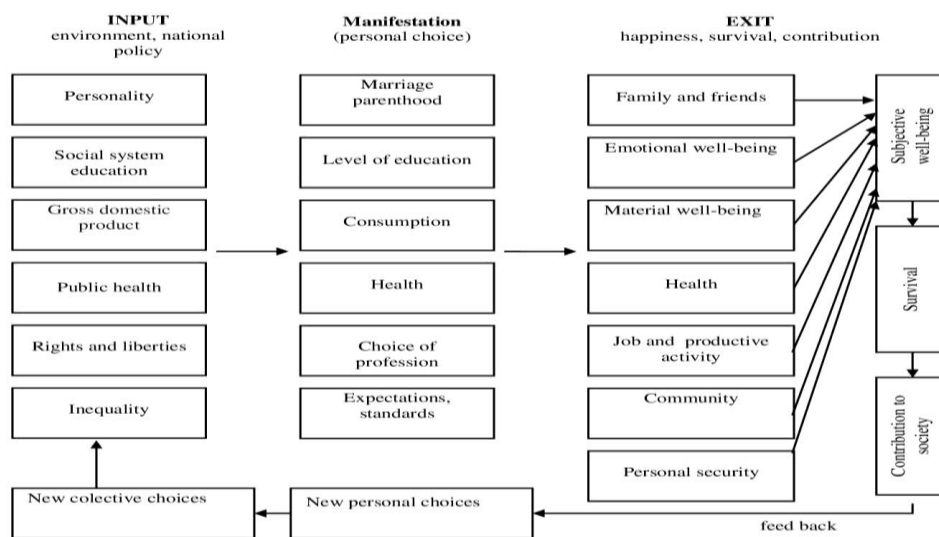 INPUT
environment, national
policy
Manifestation
(personal choice)
EXIT
happiness, survival, contribution
Personality
Social system
education
Gross domestic
product
Public health
Rights and liberties
Inequality
Marriage
parenthood
Level of education
Consumption
Health
Choice of
profession
Expectations,
standards
Family and friends
Emotional well-being
Material well-being
Health
Job and productive
activity
Community
Personal security
Subjective
well-being
Survival
Contribution to
society
New colective choices
New personal choices
feed back